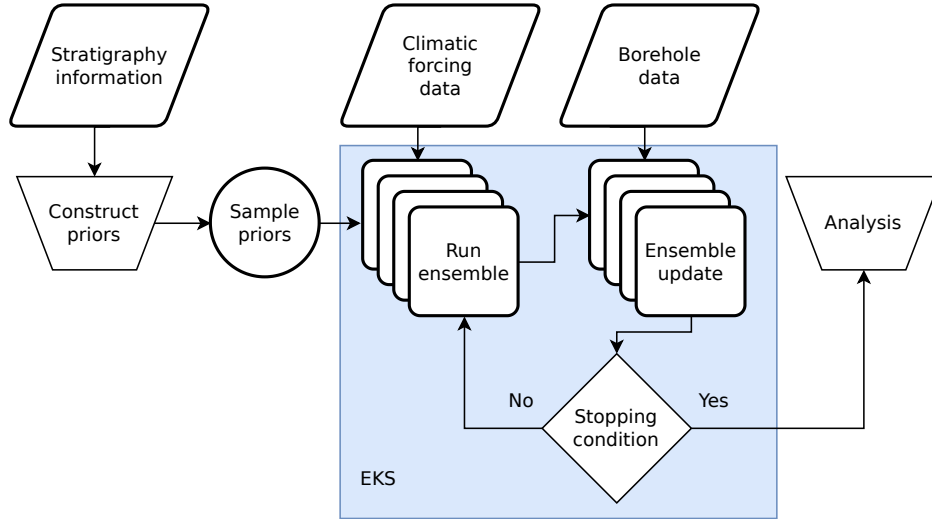 Stratigraphy
information
Climatic
forcing
data
Borehole
data
Construct
priors
Sample
priors
Run
ensemble
Ensemble
update
Analysis
No
Yes
Stopping
condition
EKS